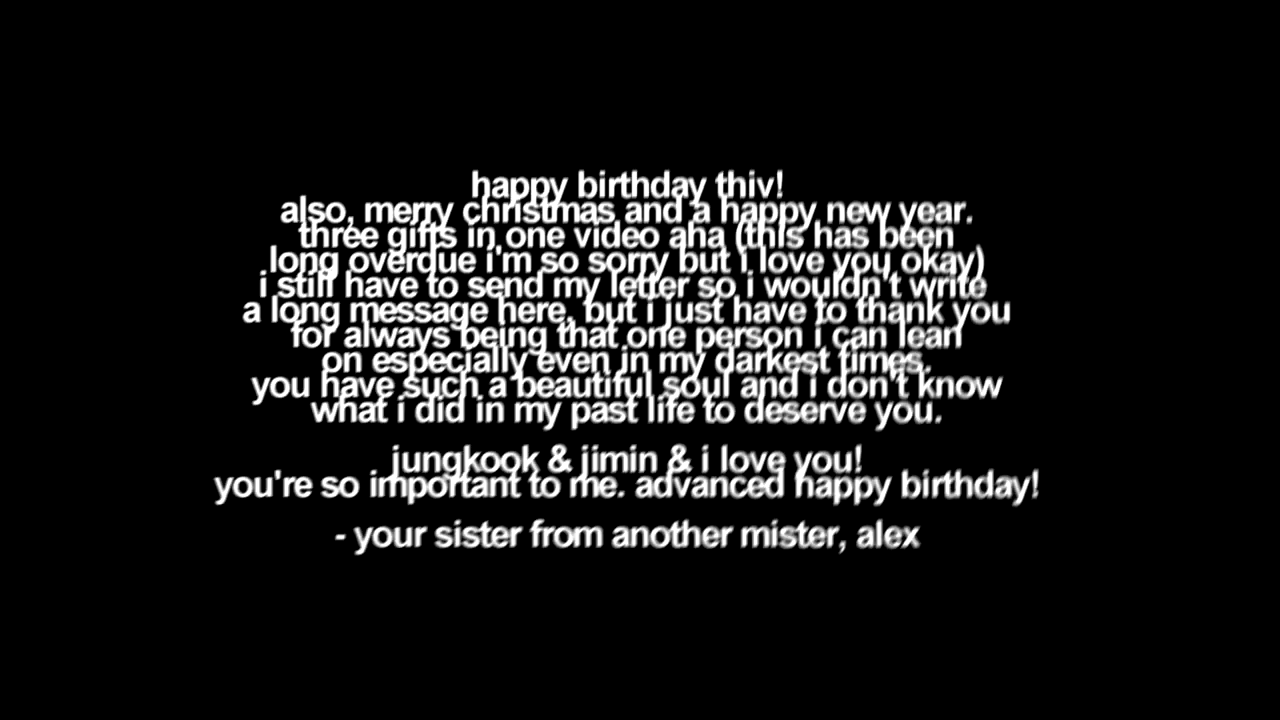 happy birthday thiv!
also, merry christmas and a happy new year.
three gifts in one video aha (this has been
long overdue i'm so sorry but i love you okay)
i still have to send my letter so i wouldn't write
a long message here, but i just have to thank you
for always being that one person i can lean
on especially even in my darkest times.
you have such a beautiful soul and i don't know
what i did in my past life to deserve you.
jungkook & jimin & i love you!
you're so important to me. advanced happy birthday!
- your sister from another mister, alex